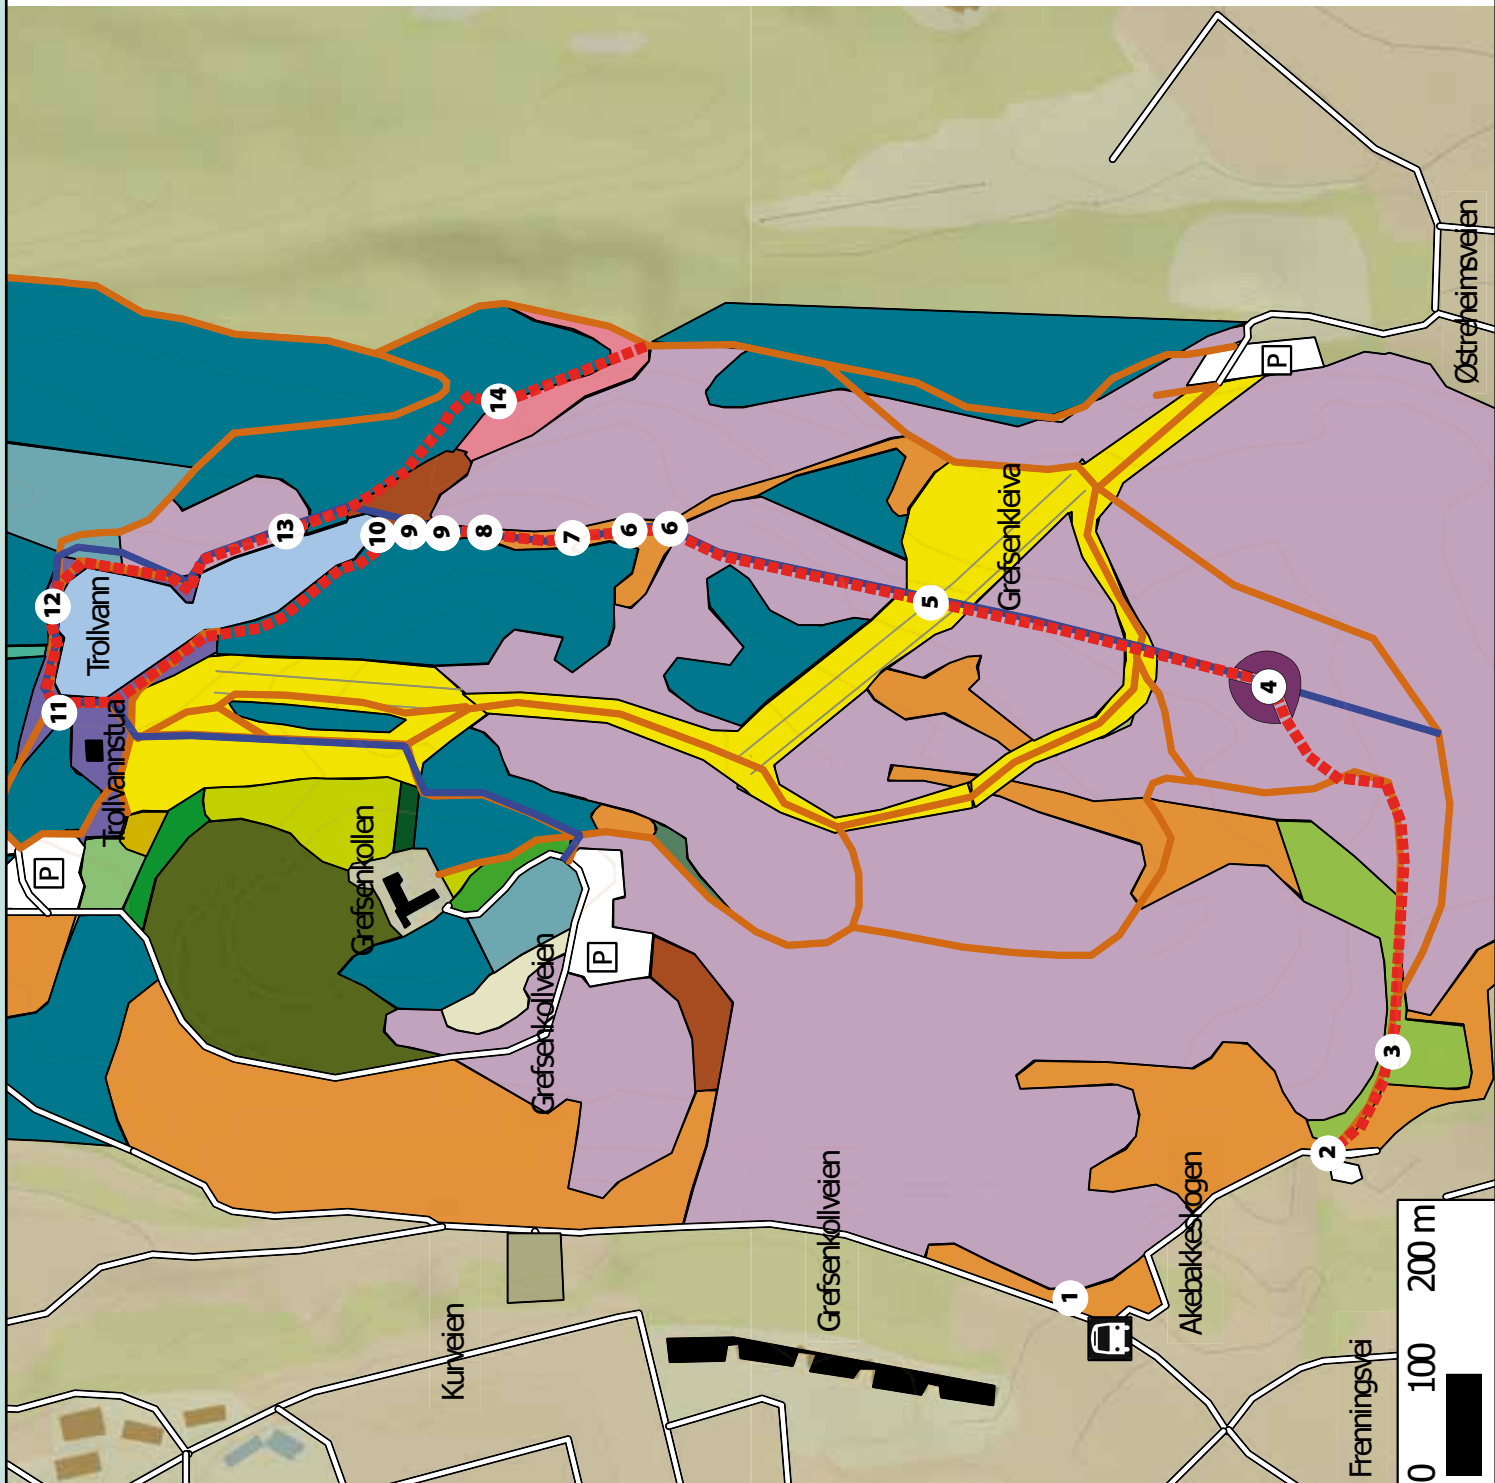 12
11
Trollvann
Trollvannstua
P
13
10
9
9
8
7
6
6
14
5
4
Grefsenkleiva
P
Østreheimsveien
Grefsenkollen
Grefsenkollveien
P
3
2
1
Grefsenkollveien
Akebakkeskogen
Kurveien
Frenningsvei
0 100 200 m